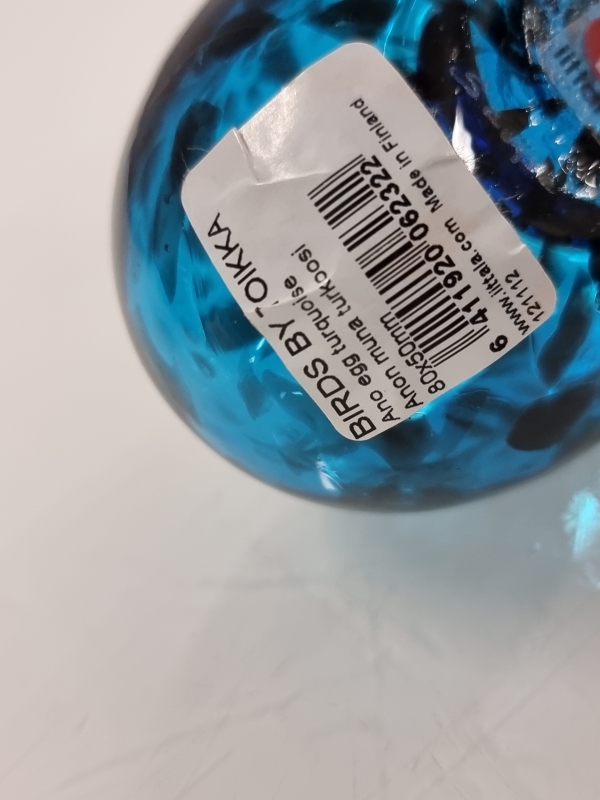 BIRDS BY TOIKKA
Ano egg turquoise
Anon muna turkoosi
80x50mm
6 411920 062322
www.iittala.com Made in Finland
121112